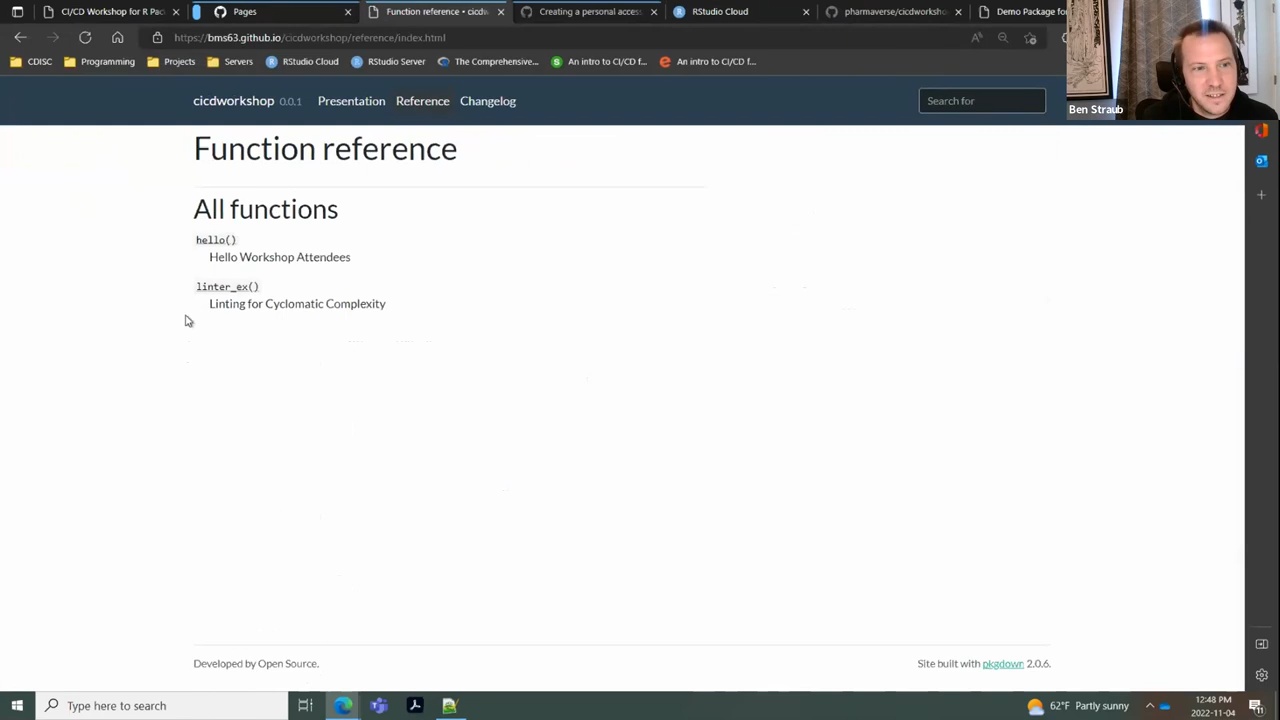 CI/CD Workshop for R Pac
Pages
Function reference • cicdw
Creating a personal access
RStudio Cloud
pharmaverse/cicdworksho
Demo Package for
https://bms63.github.io/cicdworkshop/reference/index.html
CDISC
Programming
Projects
Servers
RStudio Cloud
RStudio Server
The Comprehensive...
An intro to CI/CD f...
An intro to CI/CD f...
Ben Straub
cicdworkshop 0.0.1 Presentation Reference Changelog
Search for
Function reference
All functions
hello()
Hello Workshop Attendees
linter_ex()
Linting for Cyclomatic Complexity
Developed by Open Source.
Site built with pkgdown 2.0.6.
Type here to search
62°F Partly sunny
12:48 PM
2022-11-04
11